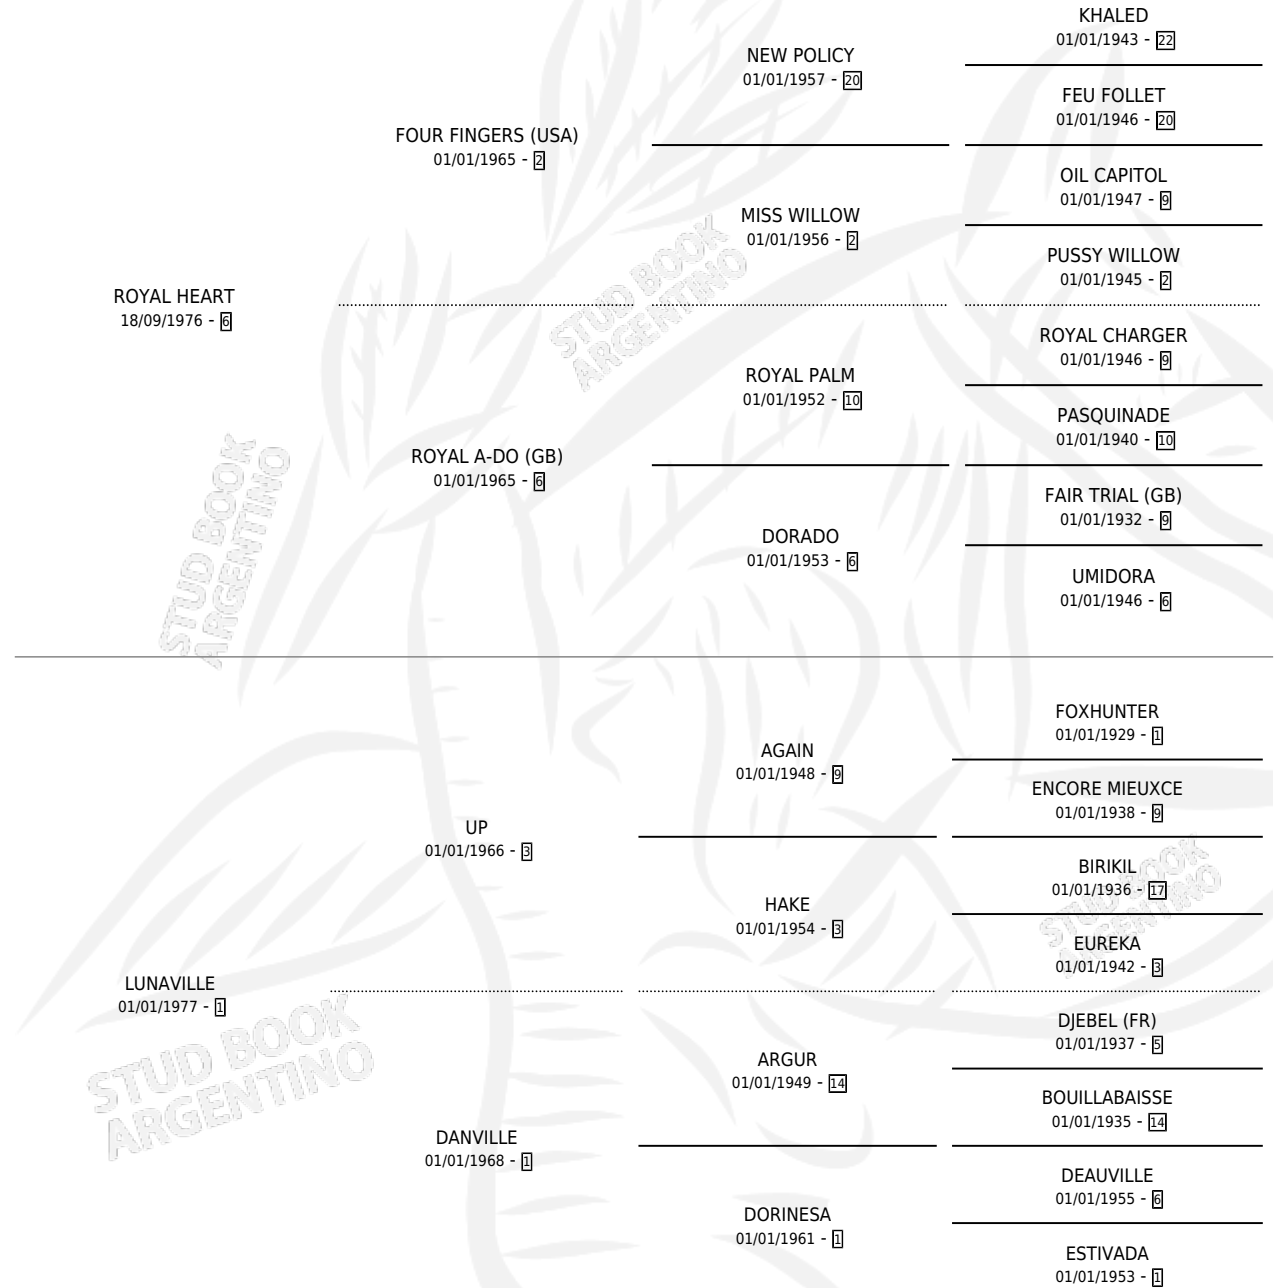 KHALED
01/01/1943 - 22
NEW POLICY
01/01/1957 - 20
FEU FOLLET
01/01/1946 - 20
FOUR FINGERS (USA)
01/01/1965 - 2
OIL CAPITOL
01/01/1947 - 9
MISS WILLOW
01/01/1956 - 2
PUSSY WILLOW
01/01/1945 - 2
ROYAL HEART
18/09/1976 - 6
ROYAL CHARGER
01/01/1946 - 9
ROYAL PALM
01/01/1952 - 10
PASQUINADE
01/01/1940 - 10
ROYAL A-DO (GB)
01/01/1965 - 6
FAIR TRIAL (GB)
01/01/1932 - 9
DORADO
01/01/1953 - 6
UMIDORA
01/01/1946 - 6
FOXHUNTER
01/01/1929 - 1
AGAIN
01/01/1948 - 9
ENCORE MIEUXCE
01/01/1938 - 9
UP
01/01/1966 - 3
BIRIKIL
01/01/1936 - 17
HAKE
01/01/1954 - 3
EUREKA
01/01/1942 - 3
LUNAVILLE
01/01/1977 - 1
DJEBEL (FR)
01/01/1937 - 5
ARGUR
01/01/1949 - 14
BOUILLABAISSE
01/01/1935 - 14
DANVILLE
01/01/1968 - 1
DEAUVILLE
01/01/1955 - 6
DORINESA
01/01/1961 - 1
ESTIVADA
01/01/1953 - 1
STUD BOOK
ARGENTINO
STUD BOOK
ARGENTINO
STUD BOOK
ARGENTINO
STUD BOOK
ARGENTINO